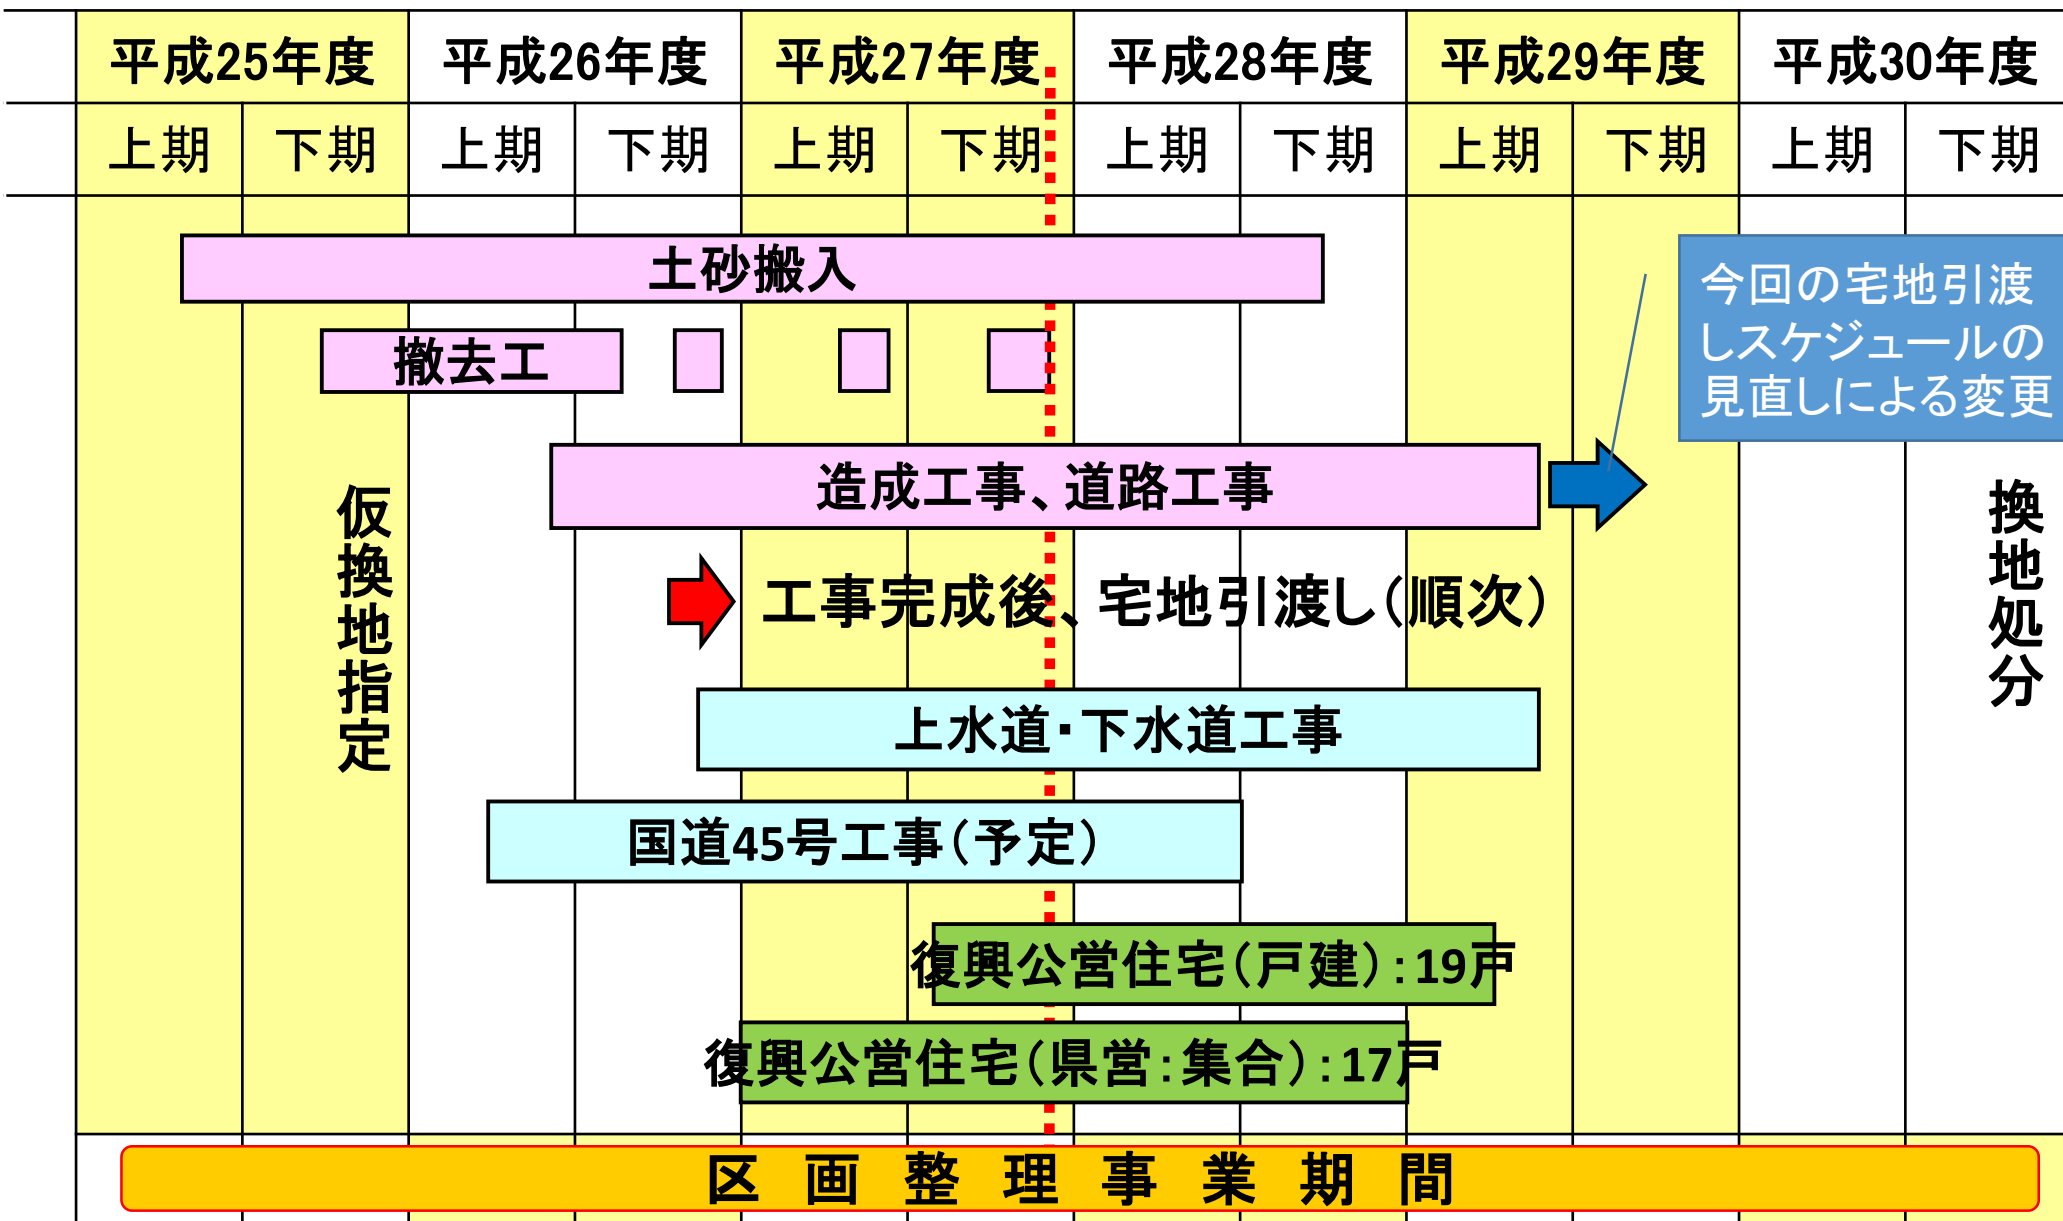 平成25年度 平成26年度 平成27年度 平成28年度 平成29年度 平成30年度
上期 下期 上期 下期 上期 下期 上期 下期 上期 下期 上期 下期
土砂搬入
今回の宅地引渡
しスケジュールの
見直しによる変更
撤去工
造成工事、道路工事
仮換地指定
換地処分
工事完成後、宅地引渡し（順次）
上水道・下水道工事
国道45号工事（予定）
復興公営住宅（戸建）：19戸
復興公営住宅（県営：集合）：17戸
区画整理事業期間